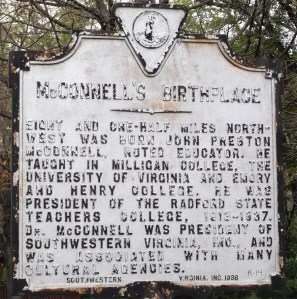 McCONNELL'S BIRTHPLACE
EIGHT AND ONE-HALF MILES NORTH-
WEST WAS BORN JOHN PRESTON
McCONNELL, NOTED EDUCATOR. HE
TAUGHT IN MILLIGAN COLLEGE, THE
UNIVERSITY OF VIRGINIA AND EMORY
AND HENRY COLLEGE. HE WAS
PRESIDENT OF THE RADFORD STATE
TEACHERS COLLEGE, 1913-1937.
DR. McCONNELL WAS PRESIDENT OF
SOUTHWESTERN VIRGINIA, INC., AND
WAS ASSOCIATED WITH MANY
CULTURAL AGENCIES.
SOUTHWESTERN VIRGINIA, INC. 1938